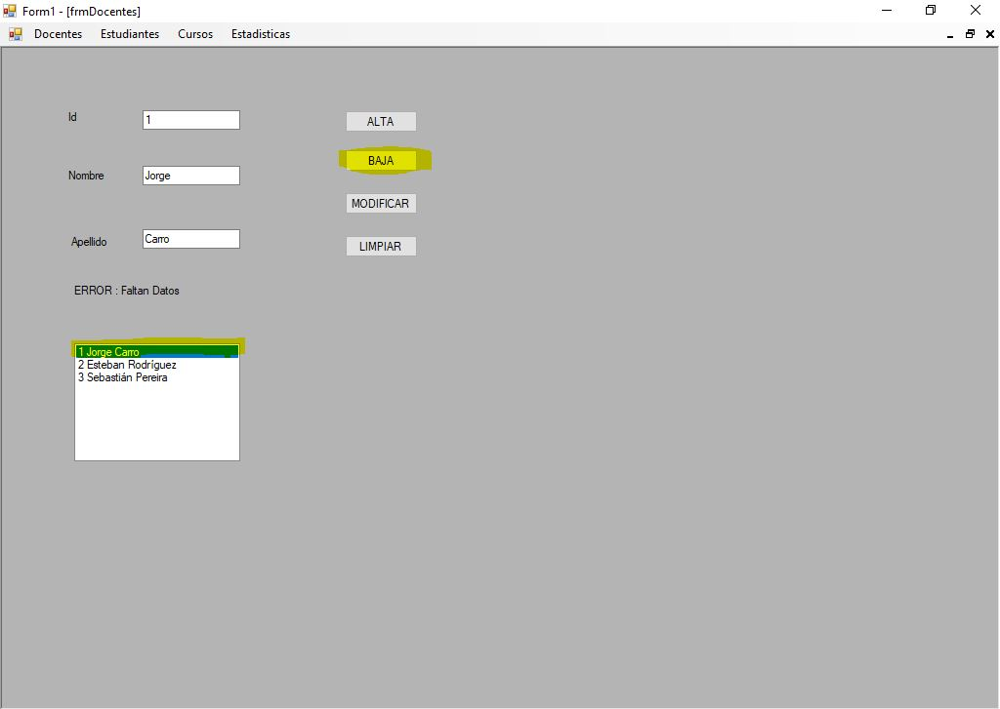 Form1 - [frmDocentes]
Docentes Estudiantes Cursos Estadisticas
Id 1 ALTA
BAJA
Nombre Jorge
MODIFICAR
Apellido Carro LIMPIAR
ERROR : Faltan Datos
1 Jorge Carro
2 Esteban Rodríguez
3 Sebastián Pereira